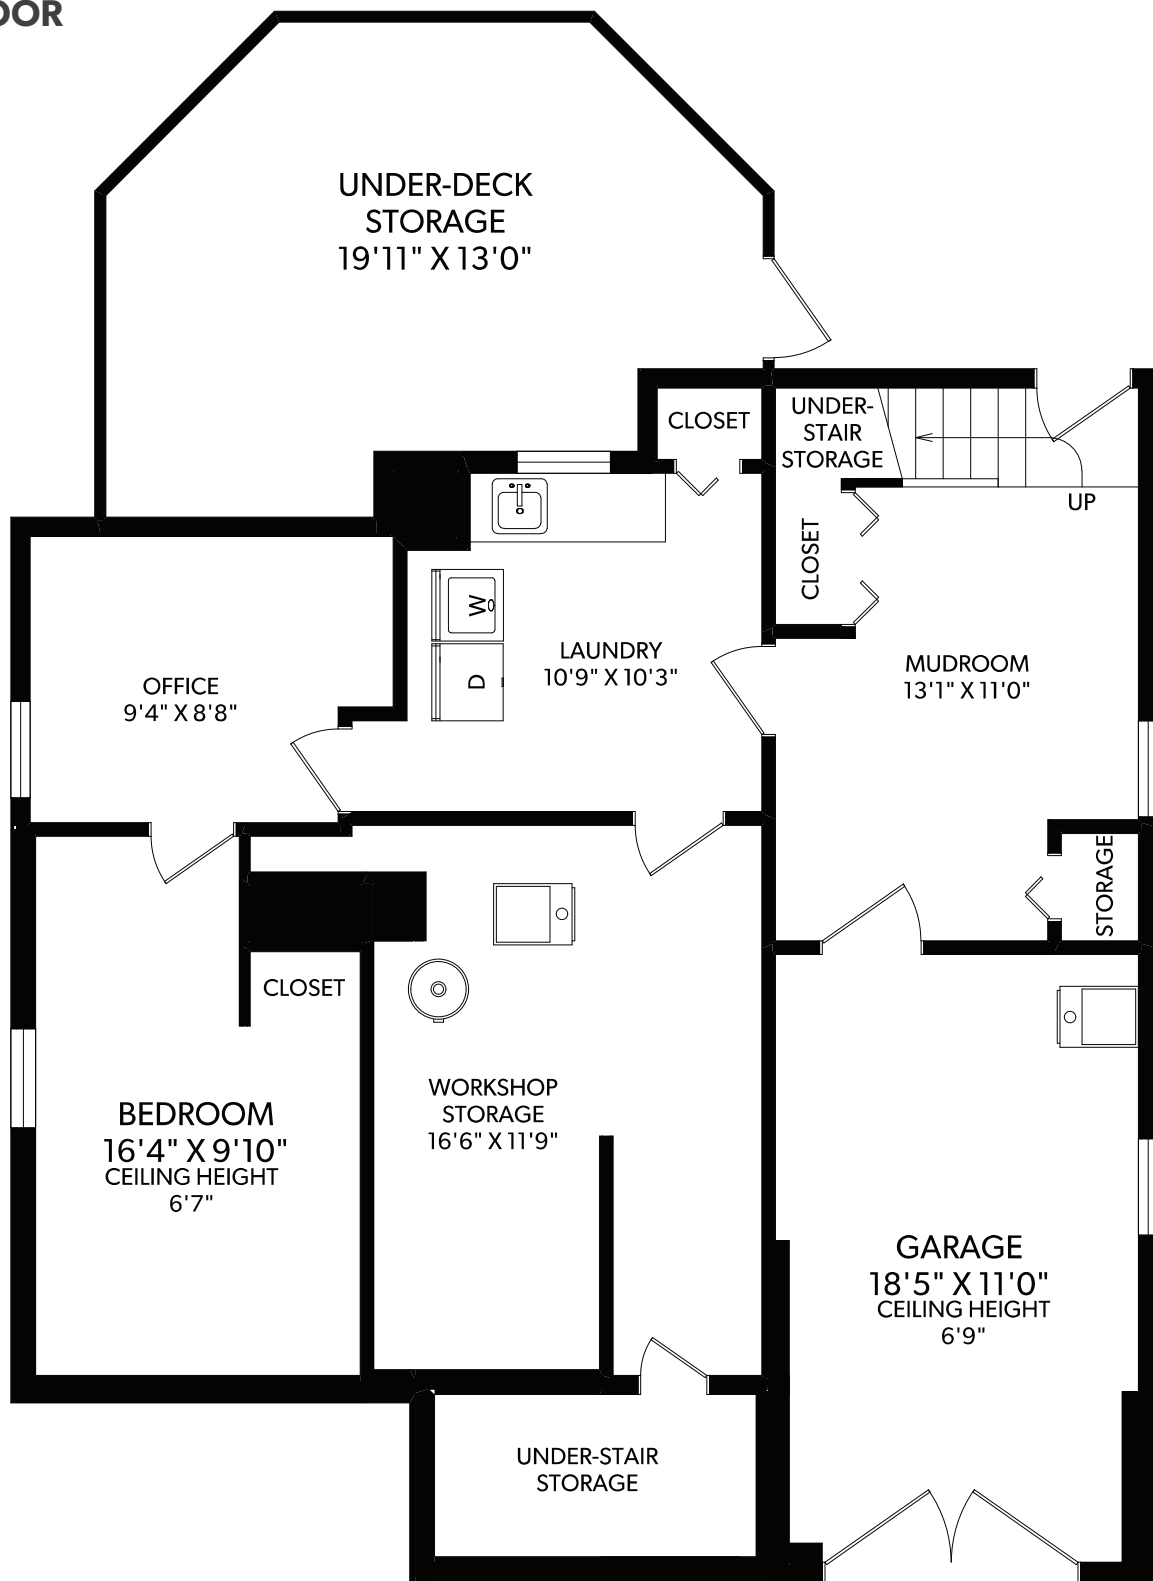 UNDER-DECK
STORAGE
19'11" X 13'0"
CLOSET
UNDER-
STAIR
STORAGE
UP
CLOSET
LAUNDRY
10'9" X 10'3"
W
D
MUDROOM
13'1" X 11'0"
OFFICE
9'4" X 8'8"
STORAGE
CLOSET
WORKSHOP
STORAGE
16'6" X 11'9"
BEDROOM
16'4" X 9'10"
CEILING HEIGHT
6'7"
GARAGE
18'5" X 11'0"
CEILING HEIGHT
6'9"
UNDER-STAIR
STORAGE